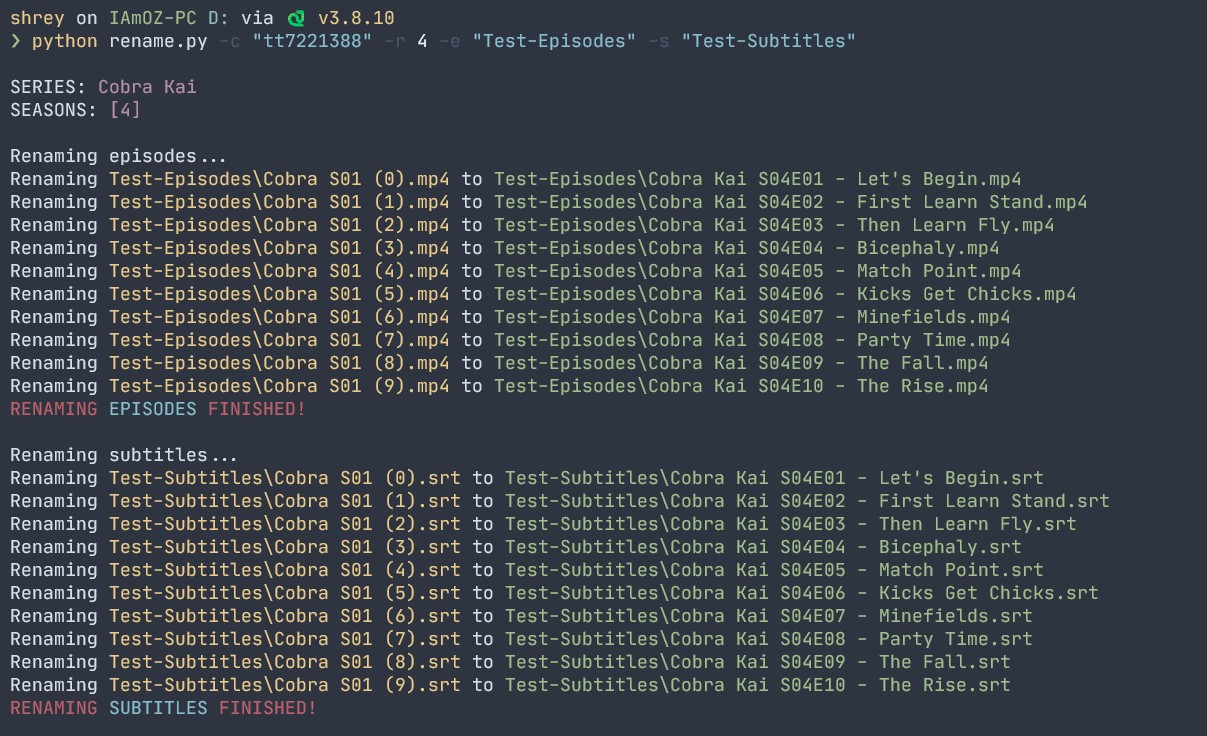 shrey on IAmOZ-PC D: via v3.8.10
❯ python rename.py -c "tt7221388" -r 4 -e "Test-Episodes" -s "Test-Subtitles"
SERIES: Cobra Kai
SEASONS: [4]
Renaming episodes...
Renaming Test-Episodes\Cobra S01 (0).mp4 to Test-Episodes\Cobra Kai S04E01 - Let's Begin.mp4
Renaming Test-Episodes\Cobra S01 (1).mp4 to Test-Episodes\Cobra Kai S04E02 - First Learn Stand.mp4
Renaming Test-Episodes\Cobra S01 (2).mp4 to Test-Episodes\Cobra Kai S04E03 - Then Learn Fly.mp4
Renaming Test-Episodes\Cobra S01 (3).mp4 to Test-Episodes\Cobra Kai S04E04 - Bicephaly.mp4
Renaming Test-Episodes\Cobra S01 (4).mp4 to Test-Episodes\Cobra Kai S04E05 - Match Point.mp4
Renaming Test-Episodes\Cobra S01 (5).mp4 to Test-Episodes\Cobra Kai S04E06 - Kicks Get Chicks.mp4
Renaming Test-Episodes\Cobra S01 (6).mp4 to Test-Episodes\Cobra Kai S04E07 - Minefields.mp4
Renaming Test-Episodes\Cobra S01 (7).mp4 to Test-Episodes\Cobra Kai S04E08 - Party Time.mp4
Renaming Test-Episodes\Cobra S01 (8).mp4 to Test-Episodes\Cobra Kai S04E09 - The Fall.mp4
Renaming Test-Episodes\Cobra S01 (9).mp4 to Test-Episodes\Cobra Kai S04E10 - The Rise.mp4
RENAMING EPISODES FINISHED!
Renaming subtitles...
Renaming Test-Subtitles\Cobra S01 (0).srt to Test-Subtitles\Cobra Kai S04E01 - Let's Begin.srt
Renaming Test-Subtitles\Cobra S01 (1).srt to Test-Subtitles\Cobra Kai S04E02 - First Learn Stand.srt
Renaming Test-Subtitles\Cobra S01 (2).srt to Test-Subtitles\Cobra Kai S04E03 - Then Learn Fly.srt
Renaming Test-Subtitles\Cobra S01 (3).srt to Test-Subtitles\Cobra Kai S04E04 - Bicephaly.srt
Renaming Test-Subtitles\Cobra S01 (4).srt to Test-Subtitles\Cobra Kai S04E05 - Match Point.srt
Renaming Test-Subtitles\Cobra S01 (5).srt to Test-Subtitles\Cobra Kai S04E06 - Kicks Get Chicks.srt
Renaming Test-Subtitles\Cobra S01 (6).srt to Test-Subtitles\Cobra Kai S04E07 - Minefields.srt
Renaming Test-Subtitles\Cobra S01 (7).srt to Test-Subtitles\Cobra Kai S04E08 - Party Time.srt
Renaming Test-Subtitles\Cobra S01 (8).srt to Test-Subtitles\Cobra Kai S04E09 - The Fall.srt
Renaming Test-Subtitles\Cobra S01 (9).srt to Test-Subtitles\Cobra Kai S04E10 - The Rise.srt
RENAMING SUBTITLES FINISHED!